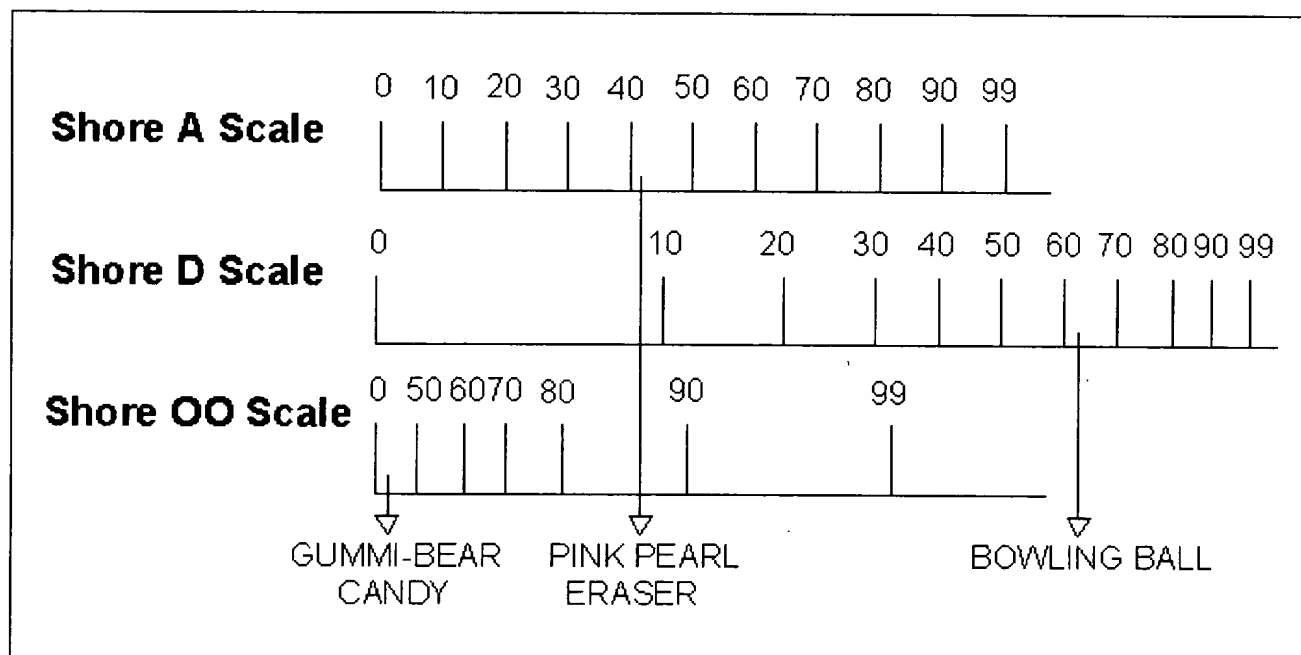 0 10 20 30 40 50 60 70 80 90 99
Shore A Scale
0 10 20 30 40 50 60 70 80 90 99
Shore D Scale
0 50 60 70 80 90 99
Shore OO Scale
GUMMI-BEAR
CANDY
PINK PEARL
ERASER
BOWLING BALL